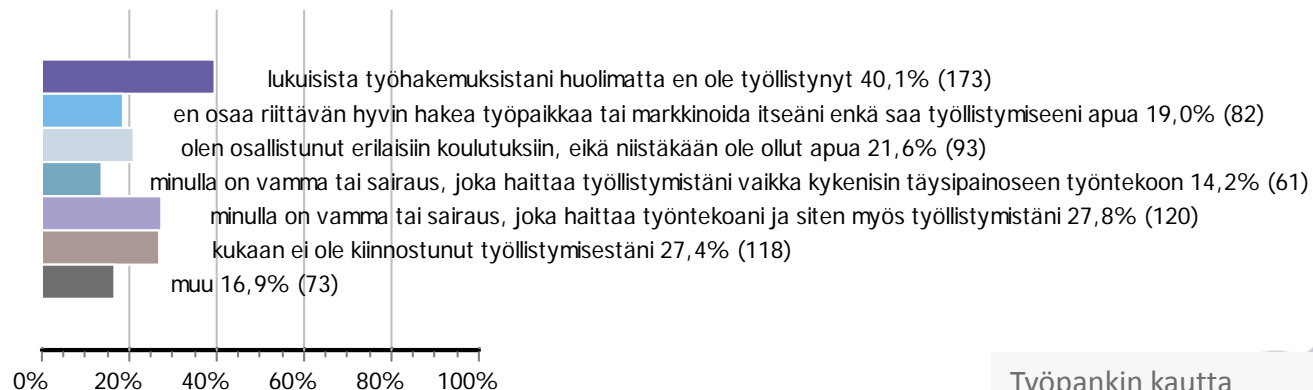 lukuisista työhakemuksistani huolimatta en ole työllistynyt 40,1% (173)
en osaa riittävän hyvin hakea työpaikkaa tai markkinoida itseäni enkä saa työllistymiseeni apua 19,0% (82)
olen osallistunut erilaisiin koulutuksiin, eikä niistäkään ole ollut apua 21,6% (93)
minulla on vamma tai sairaus, joka haittaa työllistymistäni vaikka kykenisin täysipainoseen työntekoon 14,2% (61)
minulla on vamma tai sairaus, joka haittaa työntekoani ja siten myös työllistymistäni 27,8% (120)
kukaan ei ole kiinnostunut työllistymisestäni 27,4% (118)
muu 16,9% (73)
0% 20% 40% 60% 80% 100%
Työpankin kautta